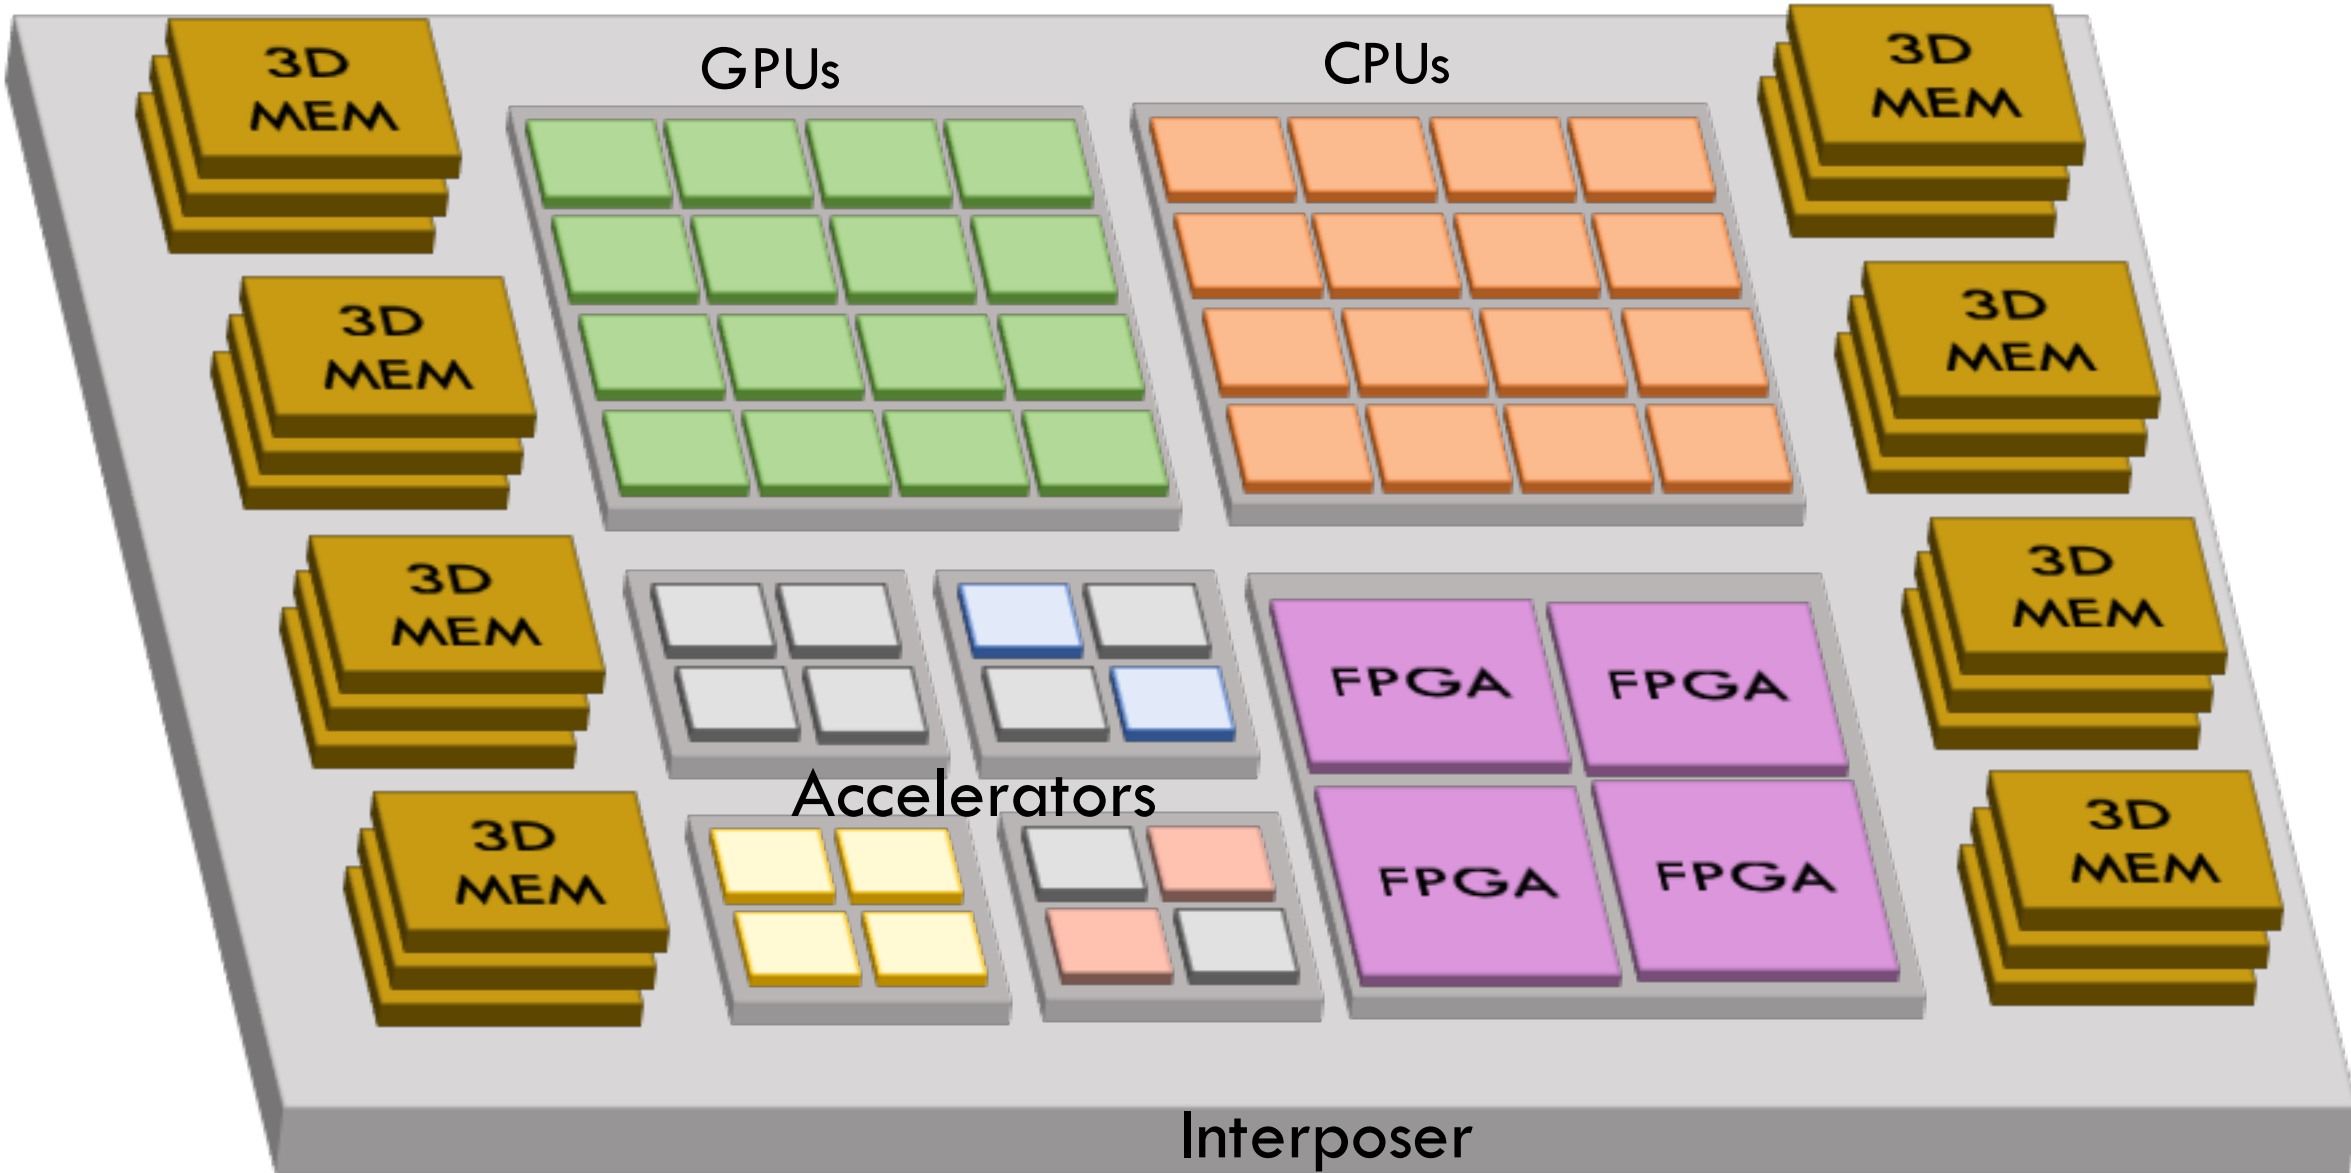 GPUs
CPUs
3D
MEM
3D
MEM
3D
MEM
3D
MEM
3D
MEM
3D
MEM
3D
MEM
3D
MEM
FPGA
FPGA
Accelerators
FPGA
FPGA
Interposer